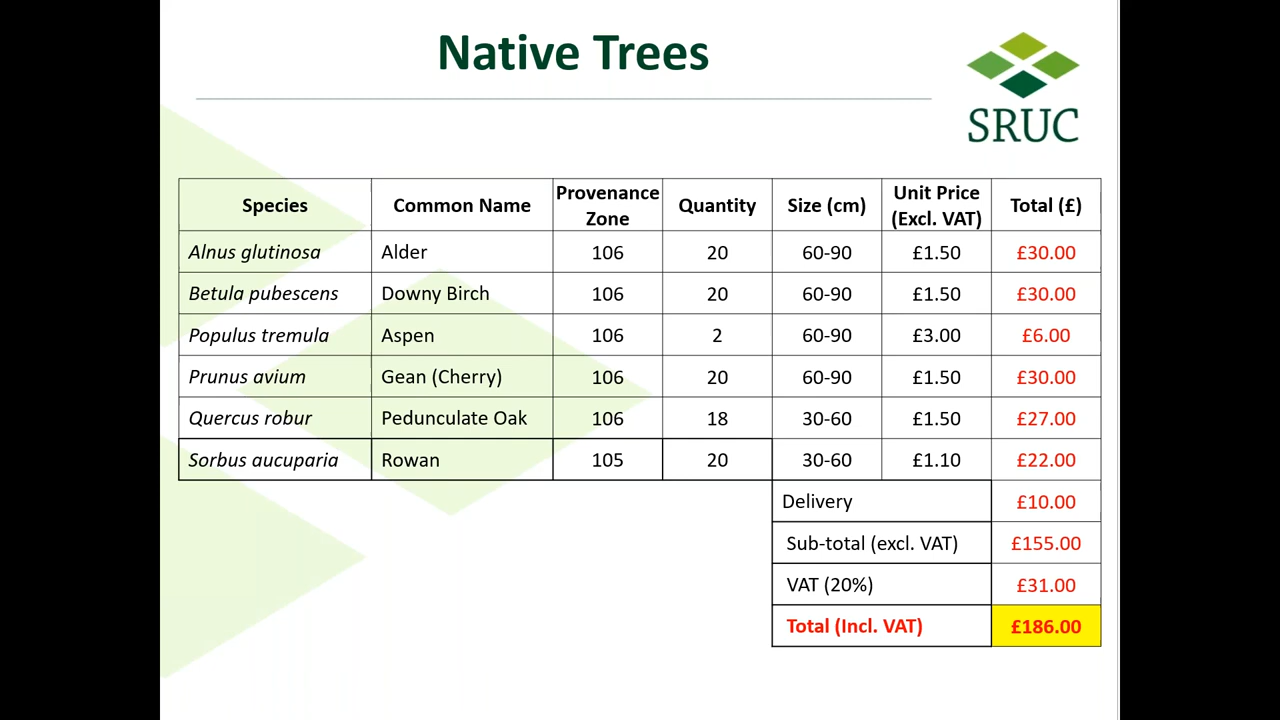 Native Trees
SRUC
Species Common Name Provenance Zone Quantity Size (cm) Unit Price (Excl. VAT) Total (£)
Alnus glutinosa Alder 106 20 60-90 £1.50 £30.00
Betula pubescens Downy Birch 106 20 60-90 £1.50 £30.00
Populus tremula Aspen 106 2 60-90 £3.00 £6.00
Prunus avium Gean (Cherry) 106 20 60-90 £1.50 £30.00
Quercus robur Pedunculate Oak 106 18 30-60 £1.50 £27.00
Sorbus aucuparia Rowan 105 20 30-60 £1.10 £22.00
Delivery £10.00
Sub-total (excl. VAT) £155.00
VAT (20%) £31.00
Total (Incl. VAT) £186.00